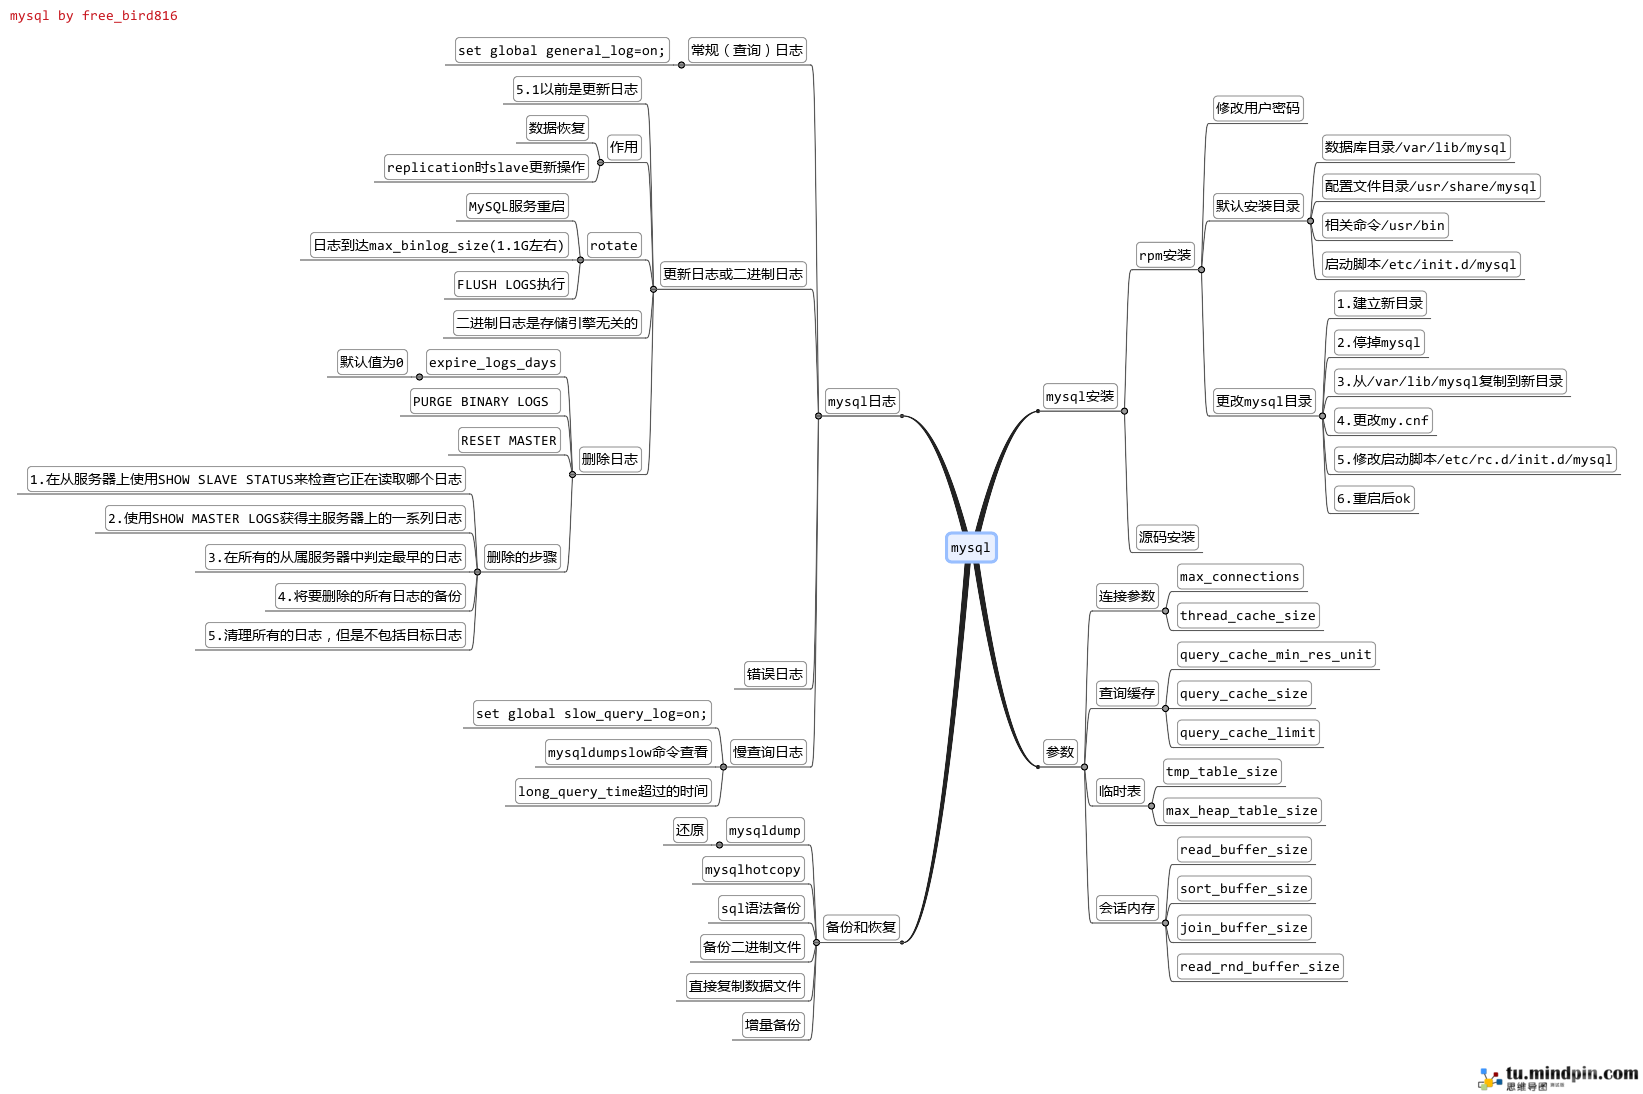 mysql by free_bird816
mysql
mysql安装
rpm安装
修改用户密码
默认安装目录
数据库目录/var/lib/mysql
配置文件目录/usr/share/mysql
相关命令/usr/bin
启动脚本/etc/init.d/mysql
更改mysql目录
1.建立新目录
2.停掉mysql
3.从/var/lib/mysql复制到新目录
4.更改my.cnf
5.修改启动脚本/etc/rc.d/init.d/mysql
6.重启后ok
源码安装
参数
连接参数
max_connections
thread_cache_size
查询缓存
query_cache_min_res_unit
query_cache_size
query_cache_limit
临时表
tmp_table_size
max_heap_table_size
会话内存
read_buffer_size
sort_buffer_size
join_buffer_size
read_rnd_buffer_size
mysql日志
常规（查询）日志
set global general_log=on;
更新日志或二进制日志
5.1以前是更新日志
作用
数据恢复
replication时slave更新操作
rotate
MySQL服务重启
日志到达max_binlog_size(1.1G左右)
FLUSH LOGS执行
二进制日志是存储引擎无关的
删除日志
expire_logs_days
默认值为0
PURGE BINARY LOGS
RESET MASTER
删除的步骤
1.在从服务器上使用SHOW SLAVE STATUS来检查它正在读取哪个日志
2.使用SHOW MASTER LOGS获得主服务器上的一系列日志
3.在所有的从属服务器中判定最早的日志
4.将要删除的所有日志的备份
5.清理所有的日志，但是不包括目标日志
错误日志
慢查询日志
set global slow_query_log=on;
mysqldumpslow命令查看
long_query_time超过的时间
备份和恢复
mysqldump
还原
mysqlhotcopy
sql语法备份
备份二进制文件
直接复制数据文件
增量备份
tu.mindpin.com
思维导图